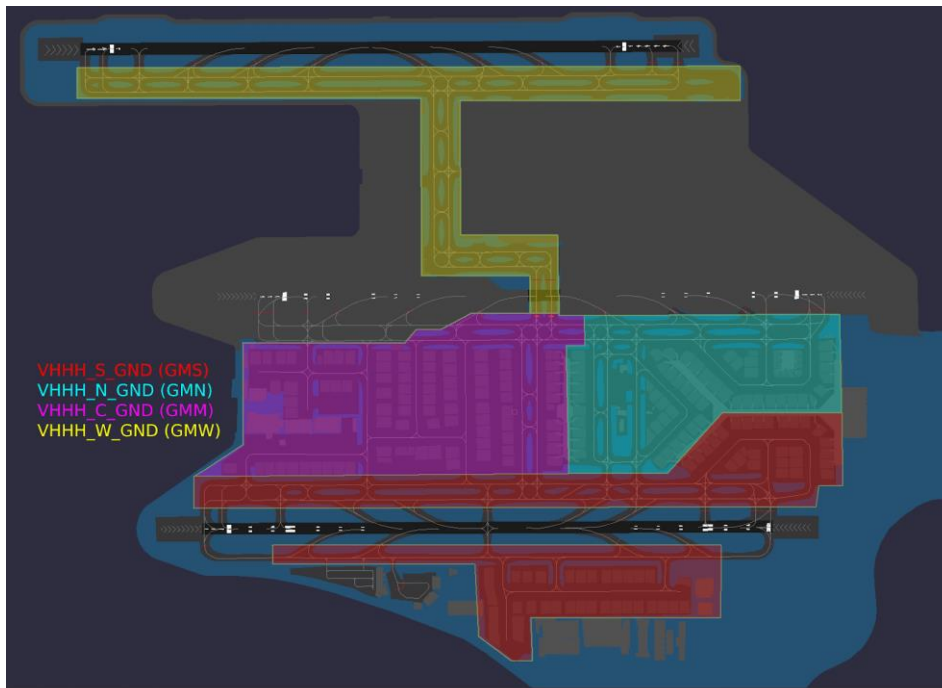 VHHH_S_GND (GMS)
VHHH_N_GND (GMN)
VHHH_C_GND (GMM)
VHHH_W_GND (GMW)